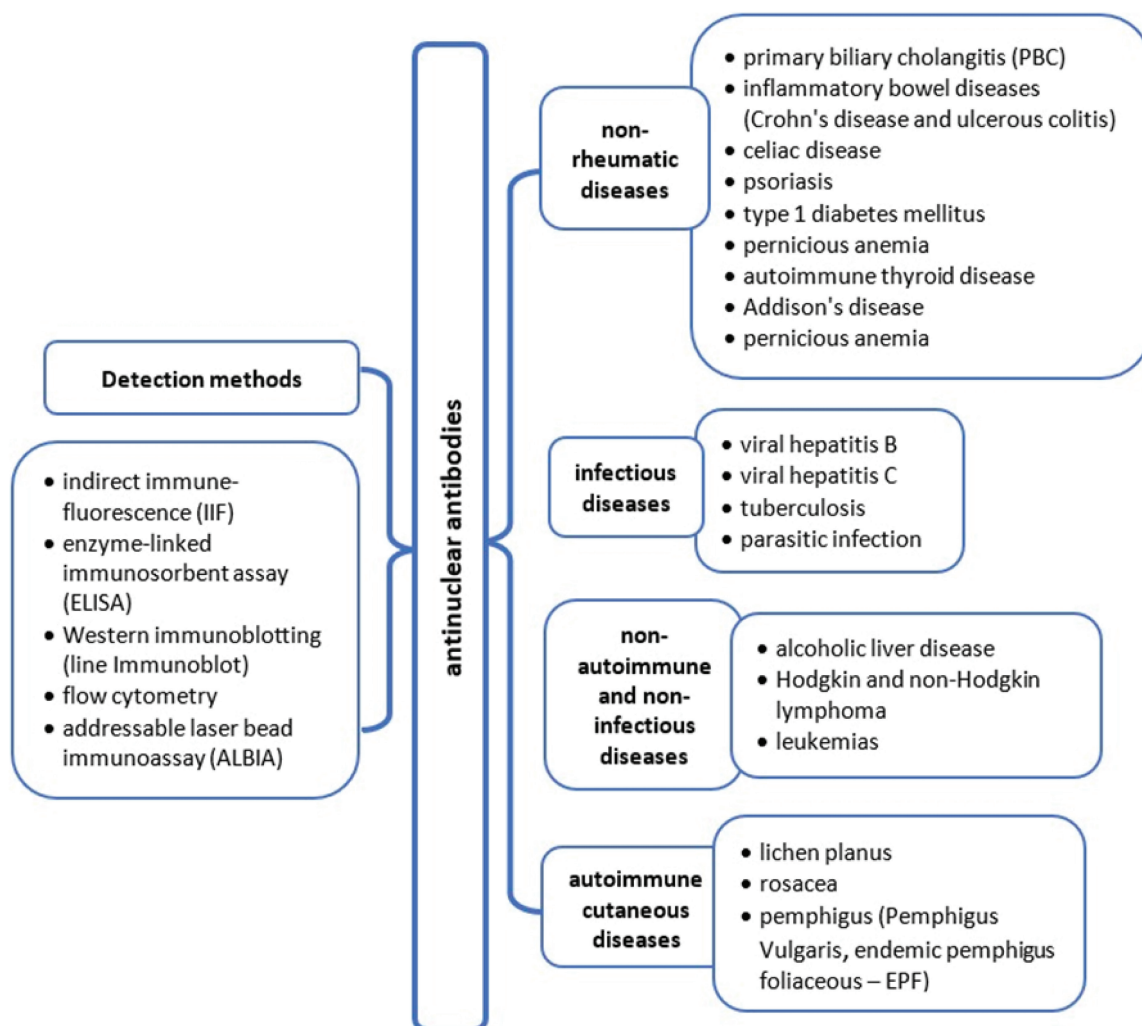 Detection methods
• indirect immune-
fluorescence (IIF)
• enzyme-linked
immunosorbent assay
(ELISA)
• Western immunoblotting
(line Immunoblot)
• flow cytometry
• addressable laser bead
immunoassay (ALBIA)
antinuclear antibodies
non-
rheumatic
diseases
• primary biliary cholangitis (PBC)
• inflammatory bowel diseases
(Crohn's disease and ulcerous colitis)
• celiac disease
• psoriasis
• type 1 diabetes mellitus
• pernicious anemia
• autoimmune thyroid disease
• Addison's disease
• pernicious anemia
infectious
diseases
• viral hepatitis B
• viral hepatitis C
• tuberculosis
• parasitic infection
non-
autoimmune
and non-
infectious
diseases
• alcoholic liver disease
• Hodgkin and non-Hodgkin
lymphoma
• leukemias
autoimmune
cutaneous
diseases
• lichen planus
• rosacea
• pemphigus (Pemphigus
Vulgaris, endemic pemphigus
foliaceous – EPF)